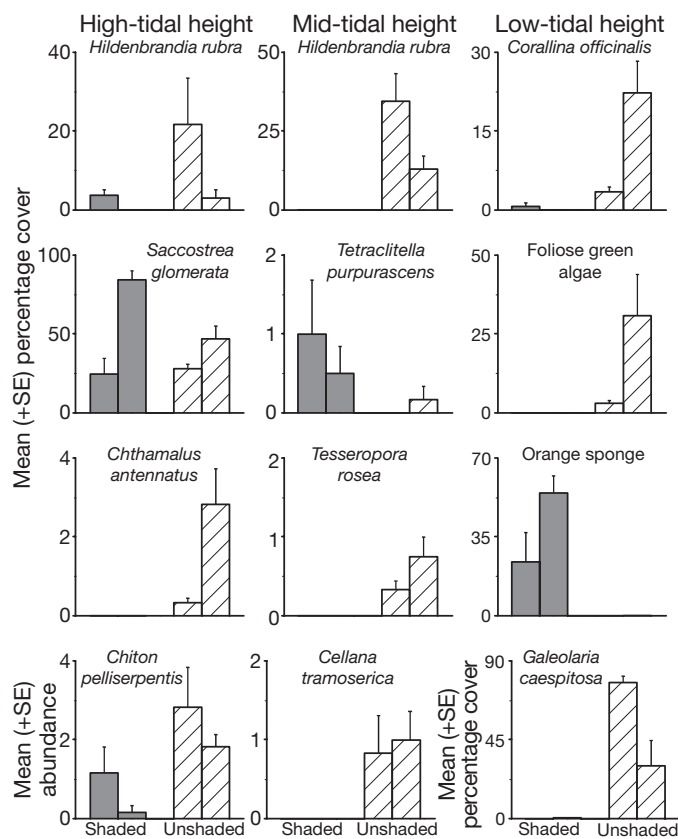 High-tidal height Mid-tidal height Low-tidal height
Hildenbrandia rubra Hildenbrandia rubra Corallina officinalis
40 50 30
20 25 15
0 0 0
Mean (+SE) percentage cover
100 Saccostrea 2 Tetraclitella 50 Foliose green
glomerata purpurascens algae
50 1 25
0 0 0
4 Chthamalus 2 Tesseropora 70 Orange sponge
antennatus rosea
2 1 35
0 0 0
Mean (+SE)
abundance
4 Chiton 2 Cellana 90 Galeolaria
pelliserpentis tramoserica caespitosa
Mean (+SE)
percentage cover
2 1 45
0 0 0
Shaded Unshaded Shaded Unshaded Shaded Unshaded